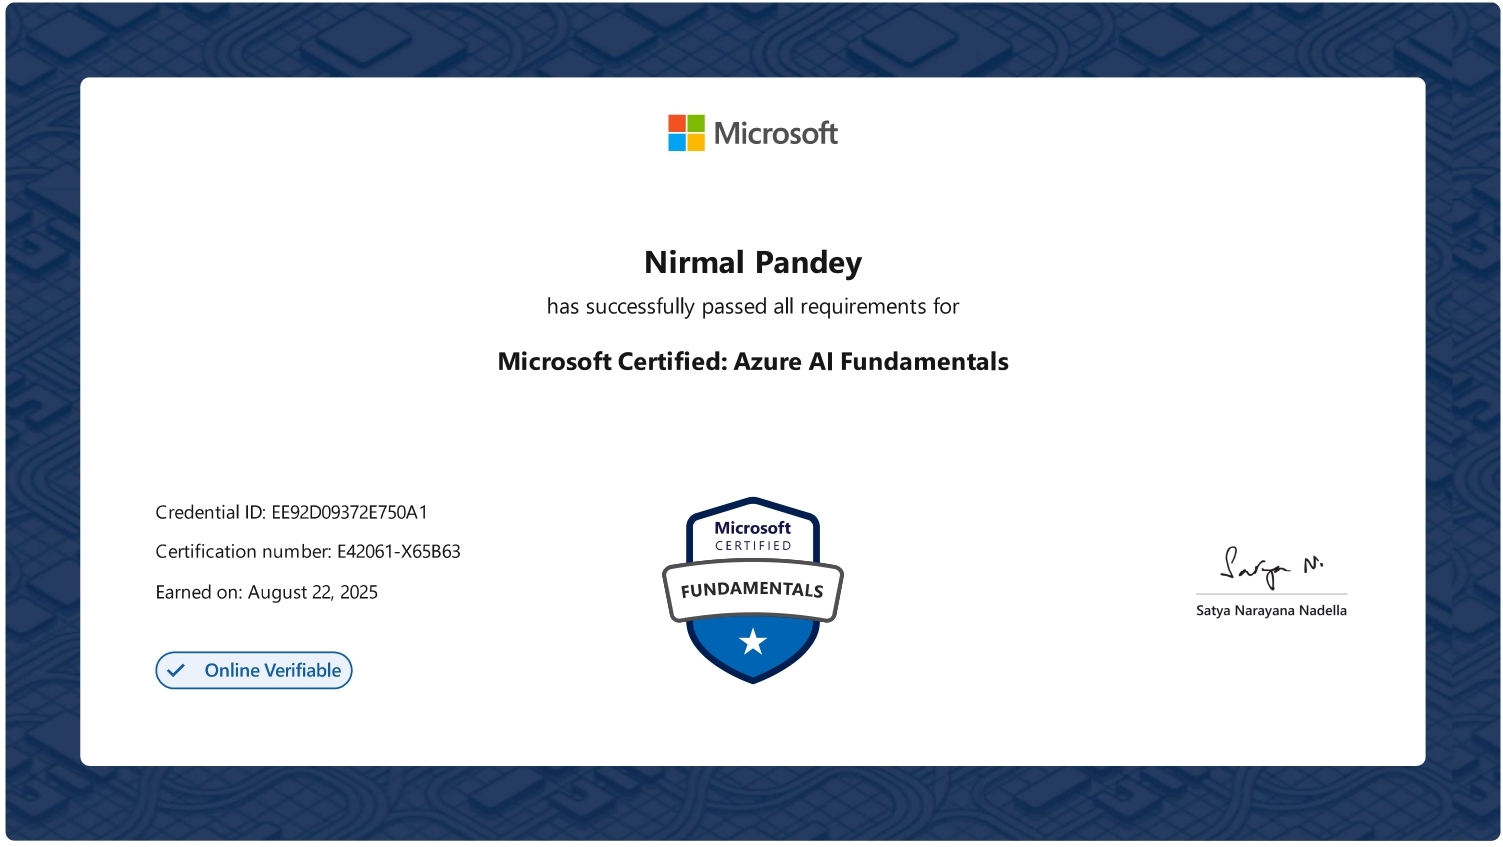 Microsoft
Nirmal Pandey
has successfully passed all requirements for
Microsoft Certified: Azure AI Fundamentals
Credential ID: EE92D09372E750A1
Certification number: E42061-X65B63
Earned on: August 22, 2025
Online Verifiable
Microsoft
CERTIFIED
FUNDAMENTALS
Satya N.
Satya Narayana Nadella